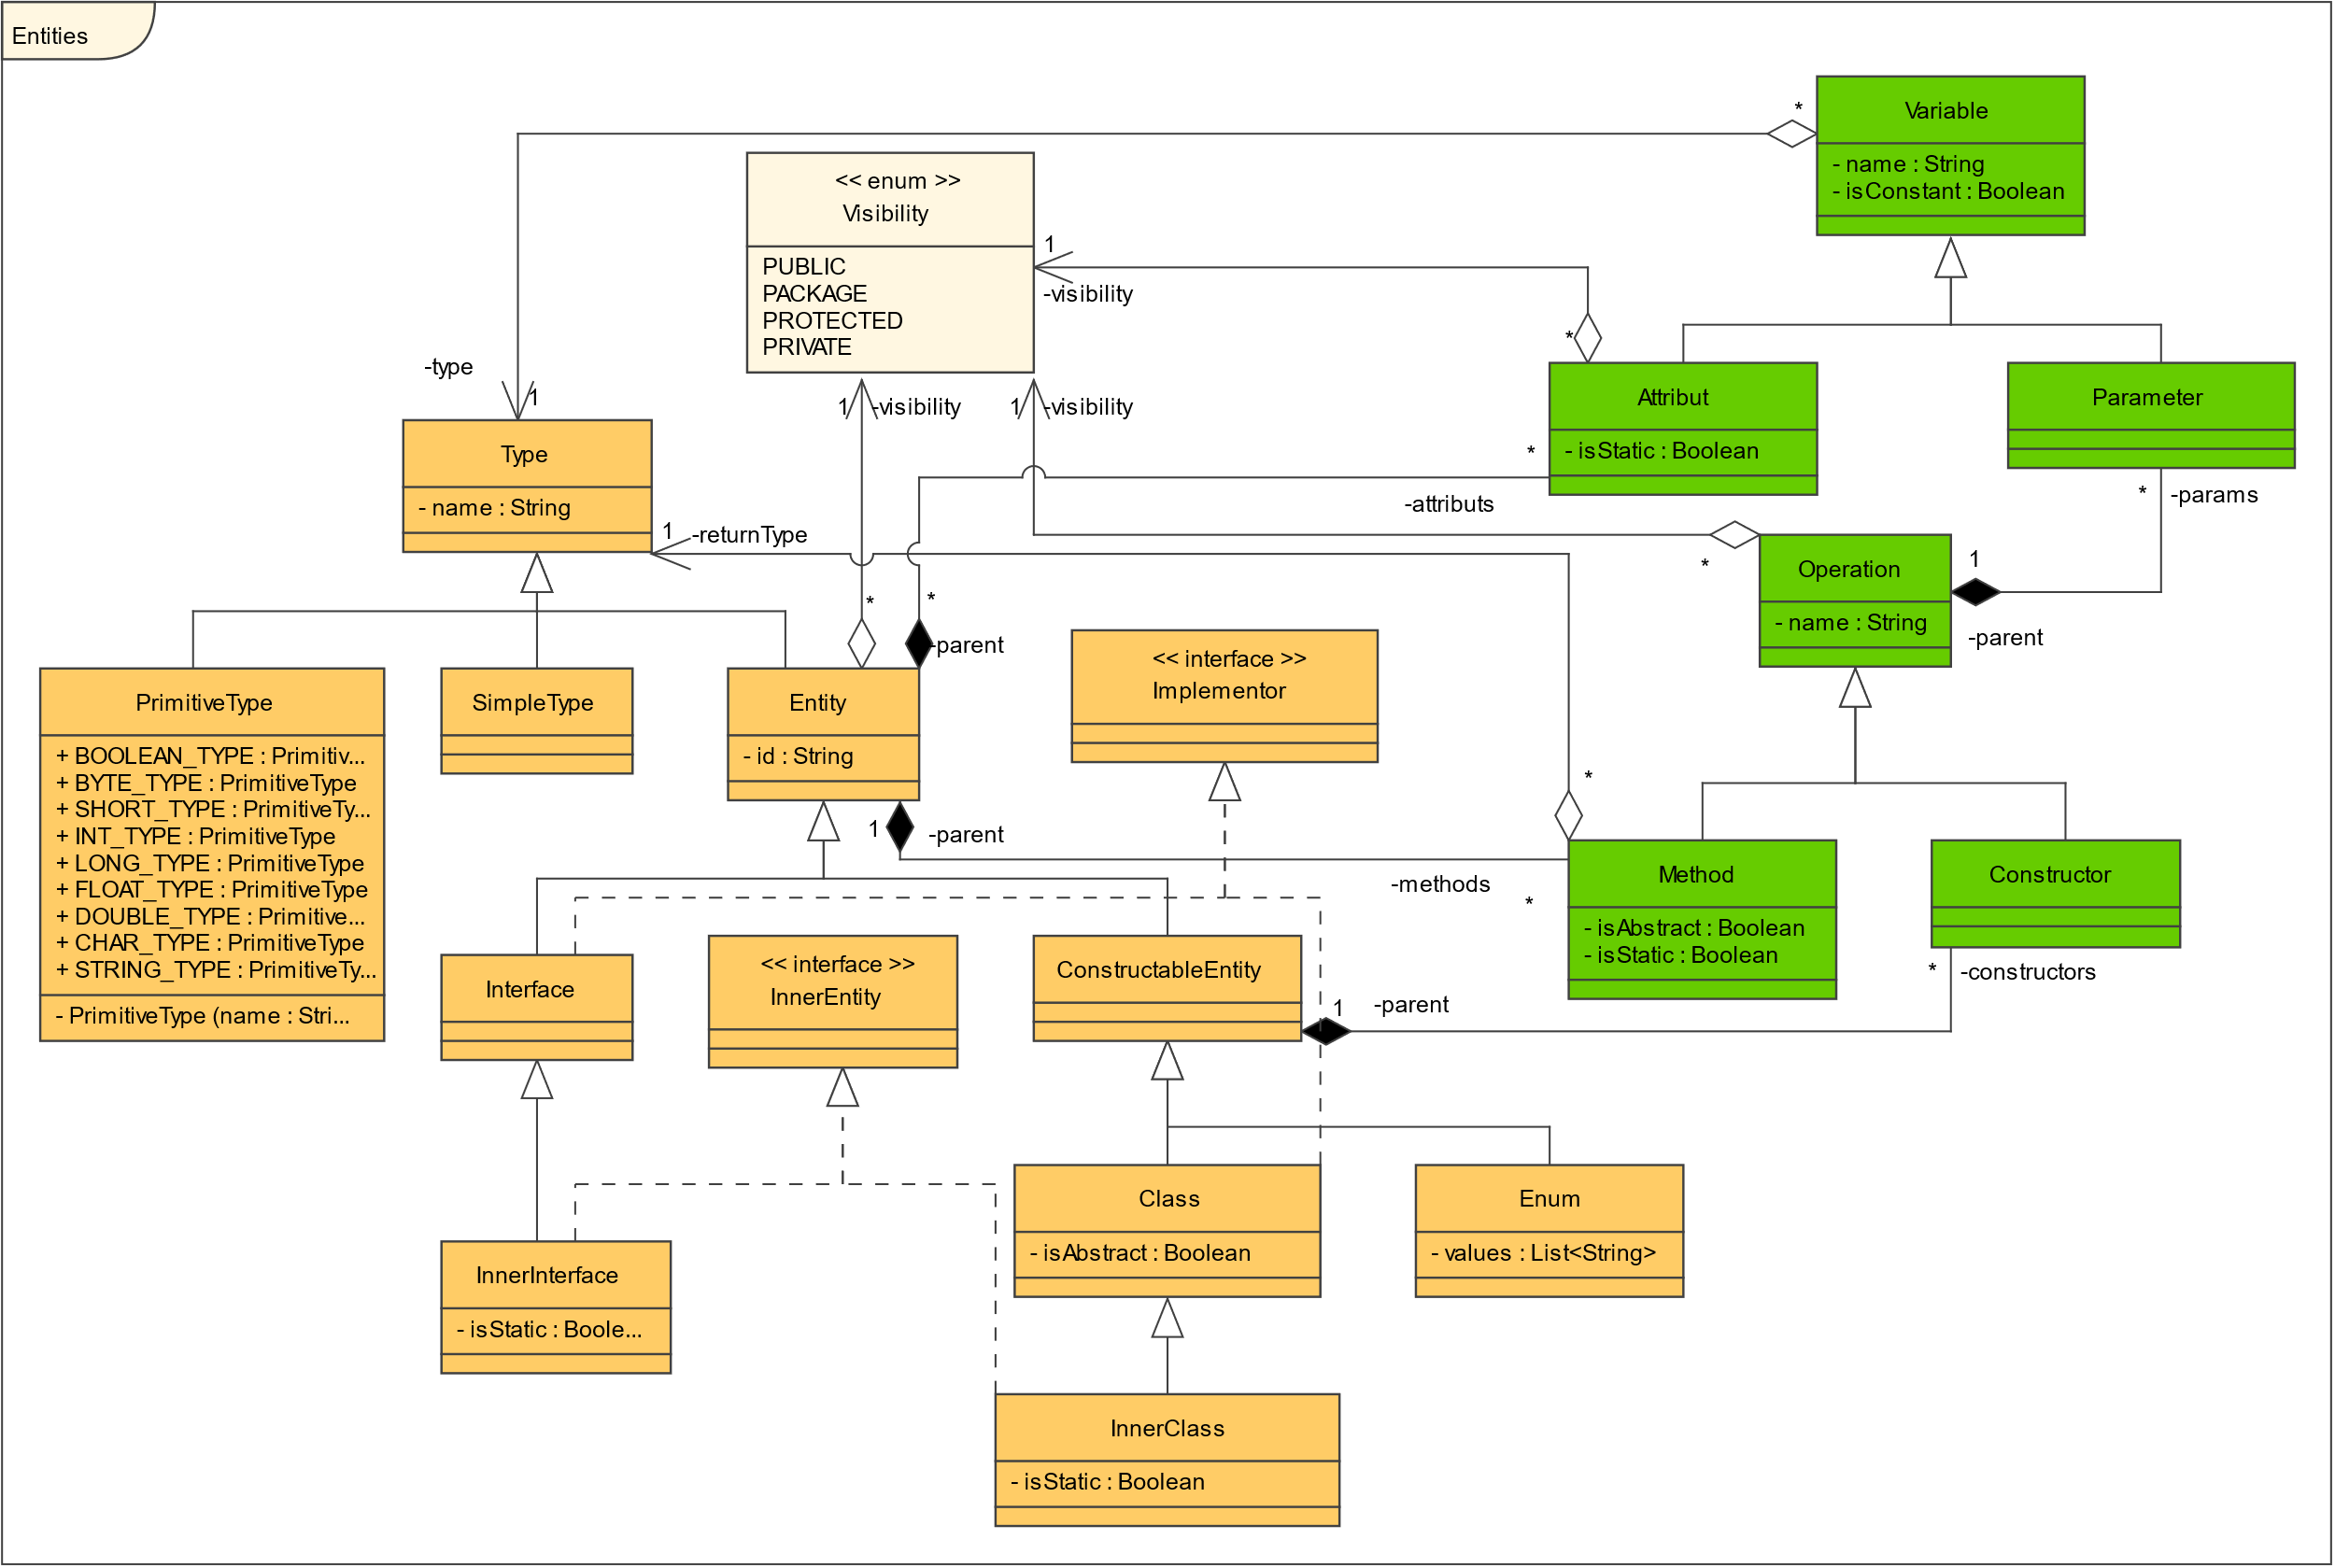 Entities
*
Variable
- name : String
- isConstant : Boolean
<< enum >>
Visibility
PUBLIC
PACKAGE
PROTECTED
PRIVATE
1
-visibility
*
-type
1
1
-visibility
1
-visibility
Attribut
- isStatic : Boolean
Parameter
*
-attributs
*
-params
Type
- name : String
1
-returnType
*
Operation
- name : String
1
-parent
*
*
-parent
PrimitiveType
+ BOOLEAN_TYPE : Primitiv...
+ BYTE_TYPE : PrimitiveType
+ SHORT_TYPE : PrimitiveTy...
+ INT_TYPE : PrimitiveType
+ LONG_TYPE : PrimitiveType
+ FLOAT_TYPE : PrimitiveType
+ DOUBLE_TYPE : Primitive...
+ CHAR_TYPE : PrimitiveType
+ STRING_TYPE : PrimitiveTy...
- PrimitiveType (name : Stri...
SimpleType
Entity
- id : String
<< interface >>
Implementor
*
1
-parent
-methods
*
Method
- isAbstract : Boolean
- isStatic : Boolean
Constructor
*
-constructors
Interface
<< interface >>
InnerEntity
ConstructableEntity
1
-parent
Class
- isAbstract : Boolean
Enum
- values : List<String>
InnerInterface
- isStatic : Boole...
InnerClass
- isStatic : Boolean